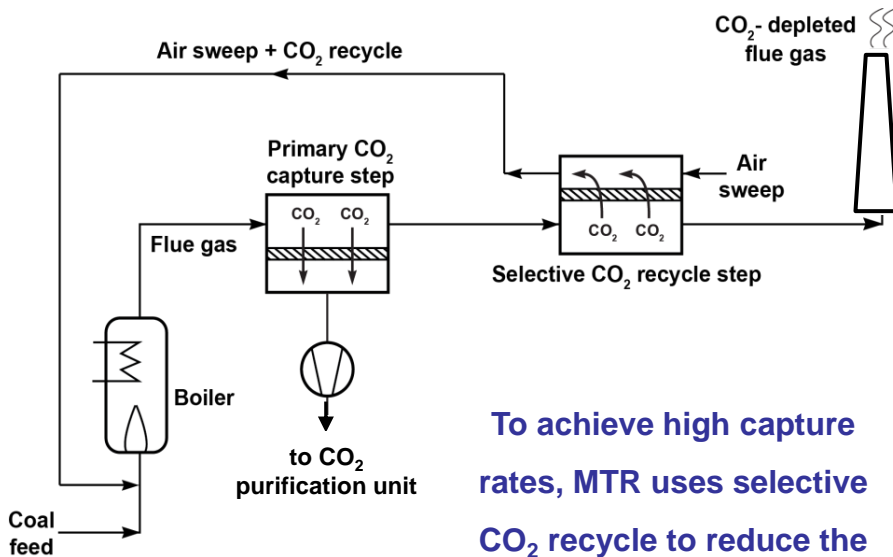 CO₂- depleted
flue gas
Air sweep + CO₂ recycle
Primary CO₂
capture step
Air
sweep
CO₂ CO₂
CO₂ CO₂
Flue gas
Selective CO₂ recycle step
Boiler
to CO₂
purification unit
Coal
feed
To achieve high capture
rates, MTR uses selective
CO₂ recycle to reduce the